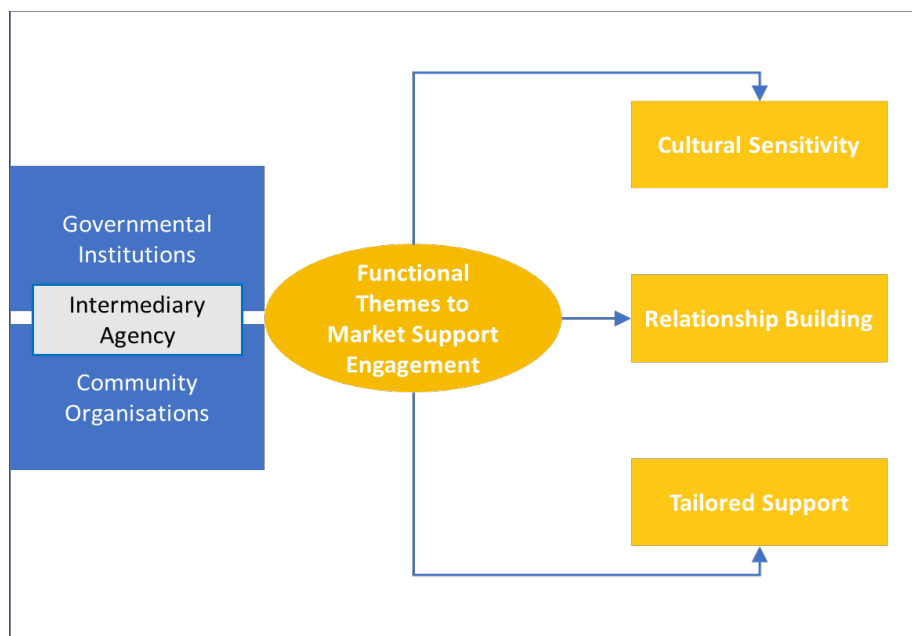 Governmental
Institutions
Intermediary
Agency
Community
Organisations
Functional
Themes to
Market Support
Engagement
Cultural Sensitivity
Relationship Building
Tailored Support